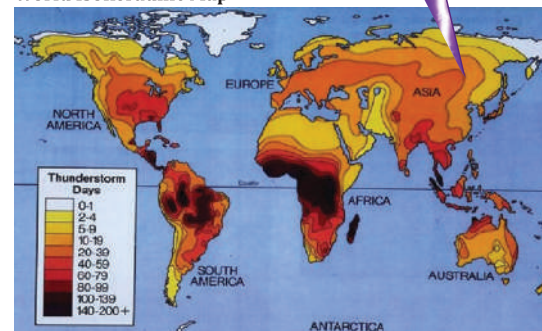 EUROPE
ASIA
NORTH
AMERICA
Thunderstorm
Days
0-1
2-4
5-9
10-19
20-39
40-59
60-79
80-99
100-139
140-200+
Equator
AFRICA
SOUTH
AMERICA
AUSTRALIA
ANTARCTICA